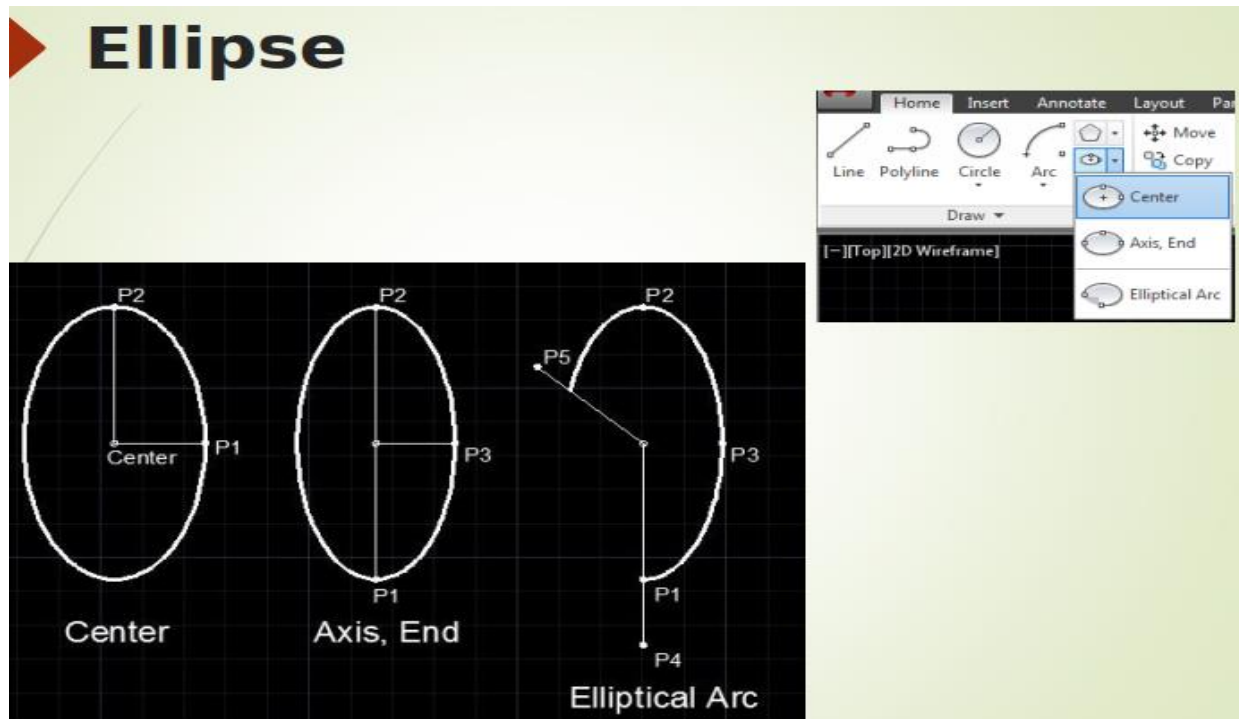 Ellipse
Home Insert Annotate Layout
Line Polyline Circle Arc
Move
Copy
Draw
Center
Axis, End
Elliptical Arc
[−][Top][2D Wireframe]
P2
Center
P1
Center
P2
P3
P1
Axis, End
P2
P5
P3
P1
P4
Elliptical Arc